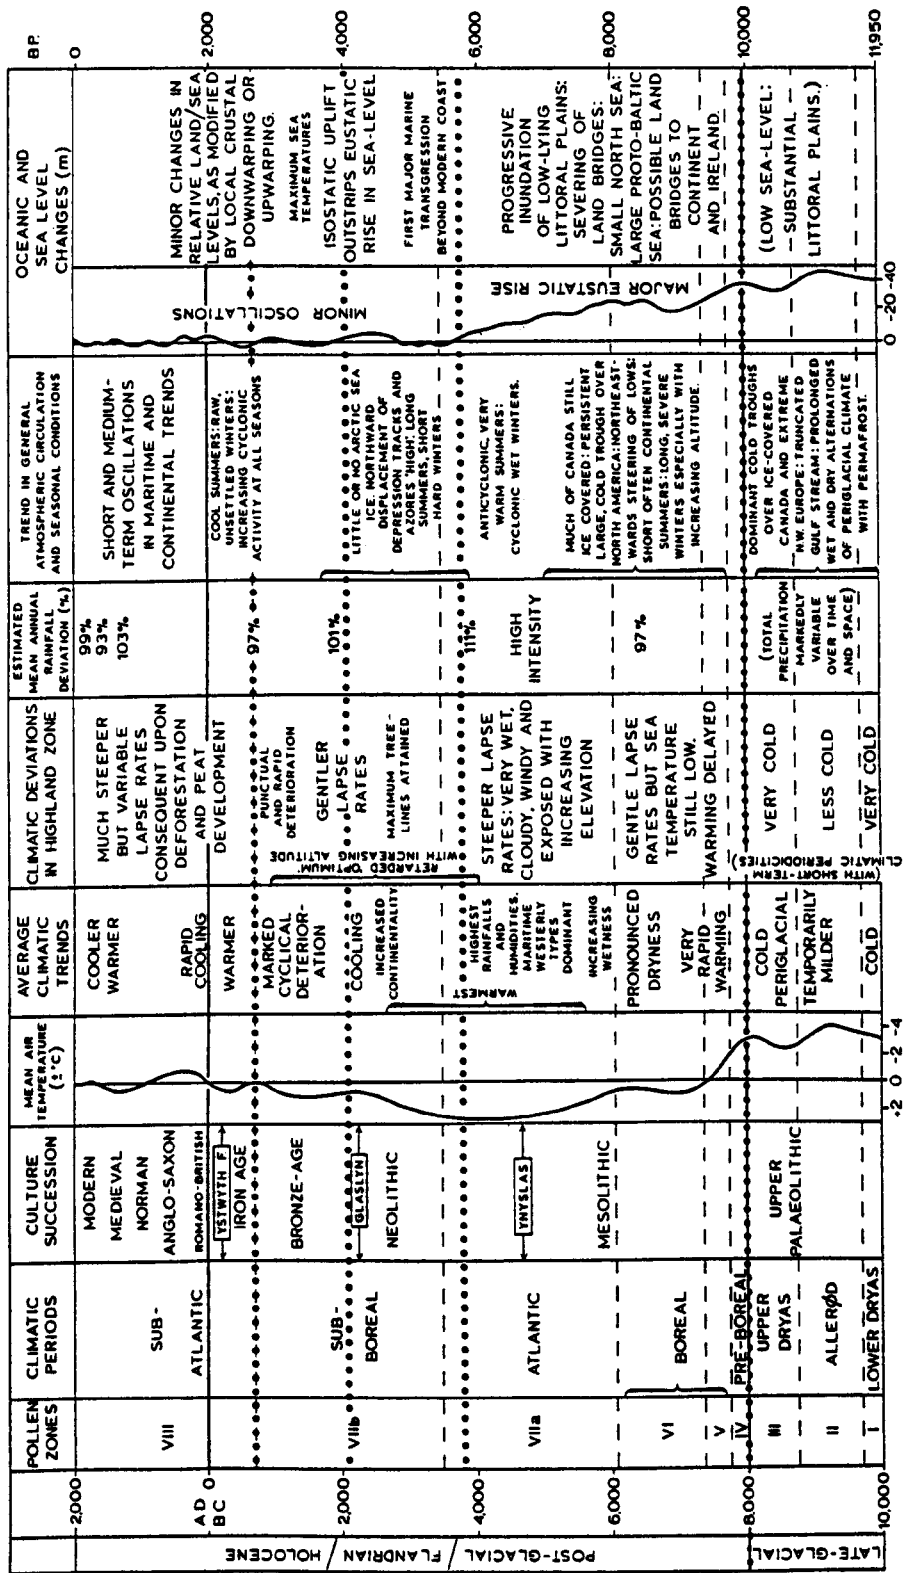 HOLOCENE / FLANDRIAN / POST-GLACIAL
LATE-GLACIAL
2,000
AD
0
BC
2,000
4,000
6,000
8,000
10,000
POLLEN
ZONES
VIII
VIIb
VIIa
VI
V
IV
III
II
I
CLIMATIC
PERIODS
SUB-
ATLANTIC
SUB-
BOREAL
ATLANTIC
BOREAL
PRE-BOREAL
UPPER
DRYAS
ALLERØD
LOWER DRYAS
CULTURE
SUCCESSION
MODERN
MEDIEVAL
NORMAN
ANGLO-SAXON
ROMANO-BRITISH
YSTWYTH F
IRON AGE
BRONZE-AGE
GLASLYN
NEOLITHIC
YNYSLAS
MESOLITHIC
UPPER
PALAEOLITHIC
MEAN AIR
TEMPERATURE
(±°C)
+2 0 -2 -4
AVERAGE
CLIMATIC
TRENDS
COOLER
WARMER
RAPID
COOLING
WARMER
MARKED
CYCLICAL
DETERIOR-
ATION
COOLING
INCREASED
CONTINENTALITY
WARMEST
HIGHEST
RAINFALLS
AND
HUMIDITIES.
MARITIME
WESTERLY
TYPES
DOMINANT
INCREASING
WETNESS
PRONOUNCED
DRYNESS
VERY
RAPID
WARMING
COLD
PERIGLACIAL
TEMPORARILY
MILDER
COLD
CLIMATIC DEVIATIONS
IN HIGHLAND ZONE
MUCH STEEPER
BUT VARIABLE
LAPSE RATES
CONSEQUENT UPON
DEFORESTATION
AND PEAT
DEVELOPMENT
PUNCTUAL
AND RAPID
DETERIORATION
GENTLER
LAPSE
RATES
MAXIMUM TREE-
LINES ATTAINED
RETARDED 'OPTIMUM'
WITH INCREASING ALTITUDE
STEEPER LAPSE
RATES: VERY WET,
CLOUDY, WINDY AND
EXPOSED WITH
INCREASING
ELEVATION
GENTLE LAPSE
RATES BUT SEA
TEMPERATURE
STILL LOW.
WARMING DELAYED
(WITH SHORT-TERM
CLIMATIC PERIODICITIES)
VERY COLD
LESS COLD
VERY COLD
ESTIMATED
MEAN ANNUAL
RAINFALL
DEVIATION (%)
99%
93%
103%
97%
101%
111%
HIGH
INTENSITY
97%
(TOTAL
PRECIPITATION
MARKEDLY
VARIABLE
OVER TIME
AND SPACE)
TREND IN GENERAL
ATMOSPHERIC CIRCULATION
AND SEASONAL CONDITIONS
SHORT AND MEDIUM-
TERM OSCILLATIONS
IN MARITIME AND
CONTINENTAL TRENDS
COOL SUMMERS: RAW,
UNSETTLED WINTERS:
INCREASING CYCLONIC
ACTIVITY AT ALL SEASONS
LITTLE OR NO ARCTIC SEA
ICE. NORTHWARD
DISPLACEMENT OF
DEPRESSION TRACKS AND
AZORES 'HIGH'. LONG
SUMMERS, SHORT
HARD WINTERS
ANTICYCLONIC, VERY
WARM SUMMERS:
CYCLONIC WET WINTERS.
MUCH OF CANADA STILL
ICE COVERED: PERSISTENT
LARGE, COLD TROUGH OVER
NORTH AMERICA: NORTHEAST-
WARDS STEERING OF LOWS:
SHORT OFTEN CONTINENTAL
SUMMERS: LONG, SEVERE
WINTERS ESPECIALLY WITH
INCREASING ALTITUDE.
DOMINANT COLD TROUGHS
OVER ICE-COVERED
CANADA AND EXTREME
N.W. EUROPE: TRUNCATED
GULF STREAM: PROLONGED
WET AND DRY ALTERNATIONS
OF PERIGLACIAL CLIMATE
WITH PERMAFROST.
OCEANIC AND
SEA LEVEL
CHANGES (m)
MINOR OSCILLATIONS
MAJOR EUSTATIC RISE
0 -20 -40
MINOR CHANGES IN
RELATIVE LAND/SEA
LEVELS, AS MODIFIED
BY LOCAL CRUSTAL
DOWNWARPING OR
UPWARPING.
MAXIMUM SEA
TEMPERATURES
ISOSTATIC UPLIFT
OUTSTRIPS EUSTATIC
RISE IN SEA-LEVEL
FIRST MAJOR MARINE
TRANSGRESSION
BEYOND MODERN COAST
PROGRESSIVE
INUNDATION
OF LOW-LYING
LITTORAL PLAINS:
SEVERING OF
LAND BRIDGES:
SMALL NORTH SEA:
LARGE PROTO-BALTIC
SEA: POSSIBLE LAND
BRIDGES TO
CONTINENT
AND IRELAND.
(LOW SEA-LEVEL:
SUBSTANTIAL
LITTORAL PLAINS.)
B.P.
0
2,000
4,000
6,000
8,000
10,000
11,950